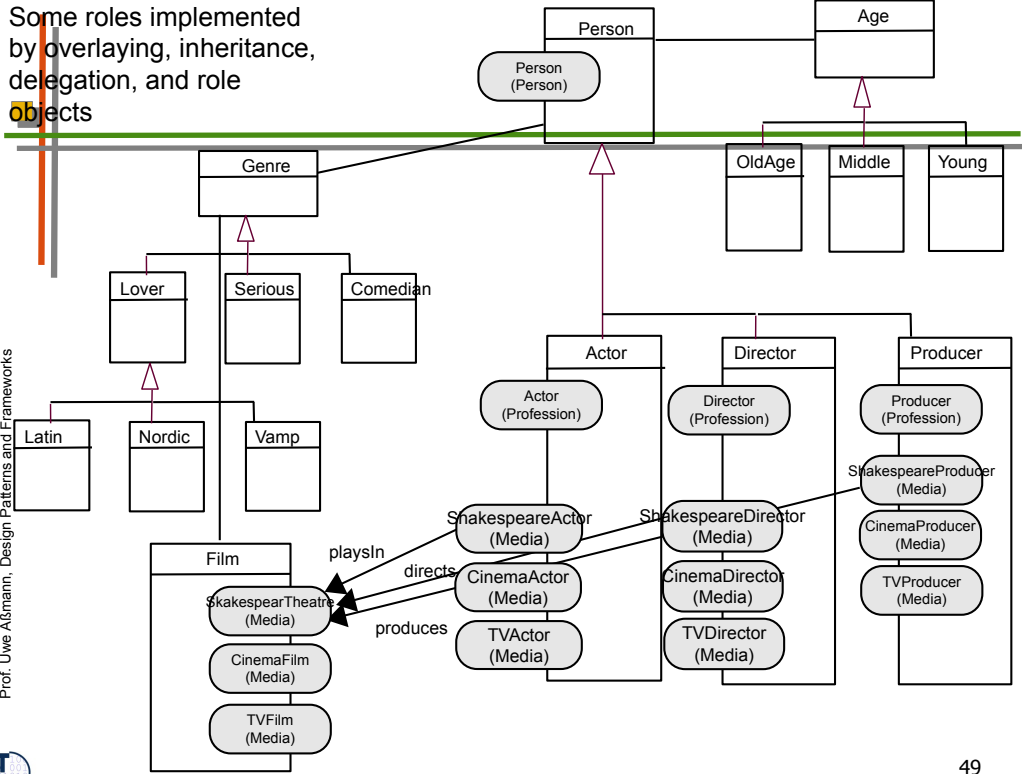 Some roles implemented
by overlaying, inheritance,
delegation, and role
objects
Person
Age
Person
(Person)
Genre
OldAge
Middle
Young
Lover
Serious
Comedian
Actor
Director
Producer
Actor
(Profession)
Director
(Profession)
Producer
(Profession)
Latin
Nordic
Vamp
ShakespeareProducer
(Media)
ShakespeareActor
(Media)
ShakespeareDirector
(Media)
CinemaProducer
(Media)
Film
playsIn
directs
CinemaActor
(Media)
CinemaDirector
(Media)
TVProducer
(Media)
SkakespearTheatre
(Media)
produces
TVActor
(Media)
TVDirector
(Media)
CinemaFilm
(Media)
TVFilm
(Media)
Prof. Uwe Aßmann, Design Patterns and Frameworks
49